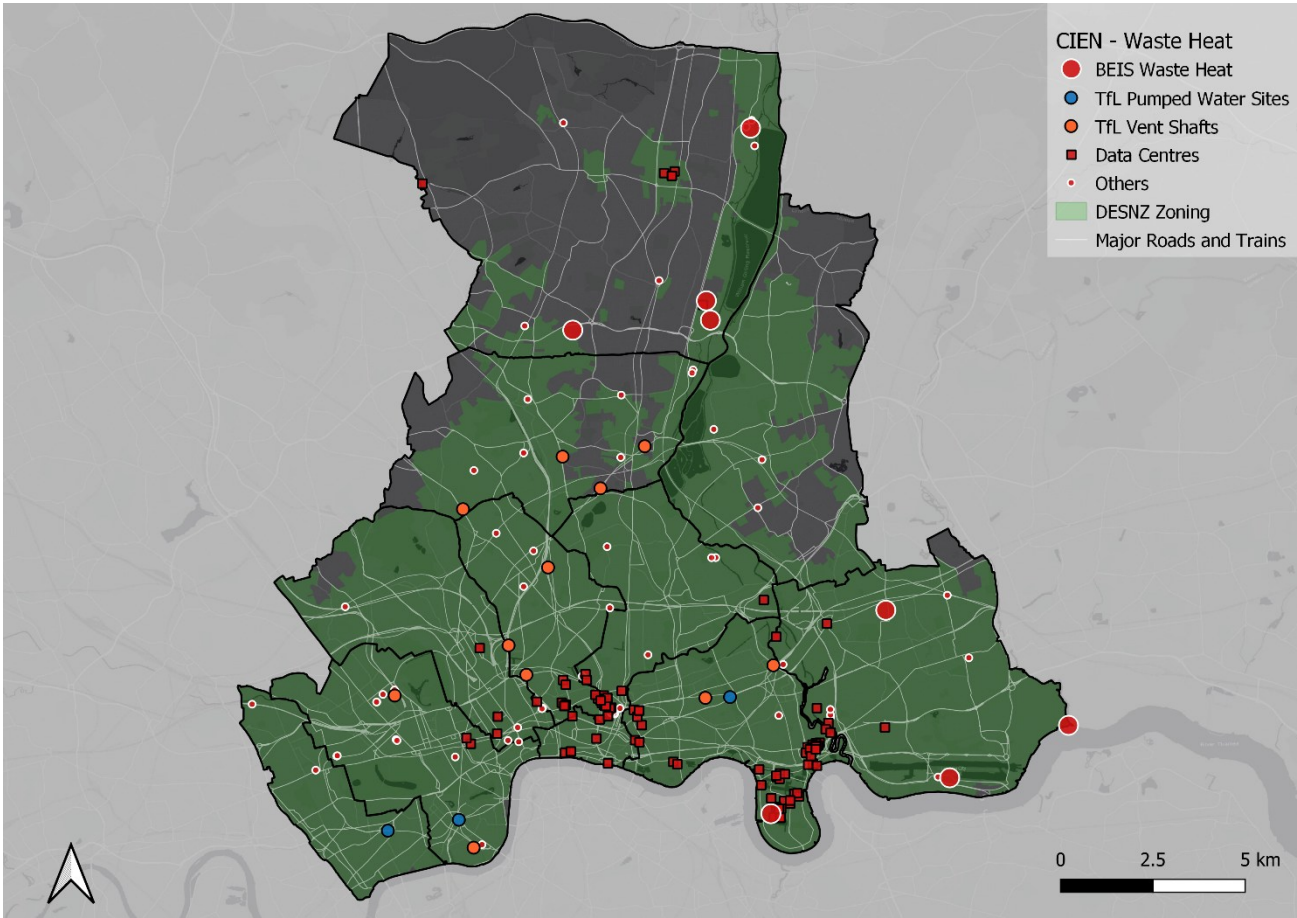 CIEN - Waste Heat
BEIS Waste Heat
TfL Pumped Water Sites
TfL Vent Shafts
Data Centres
Others
DESNZ Zoning
Major Roads and Trains
0 2.5 5 km